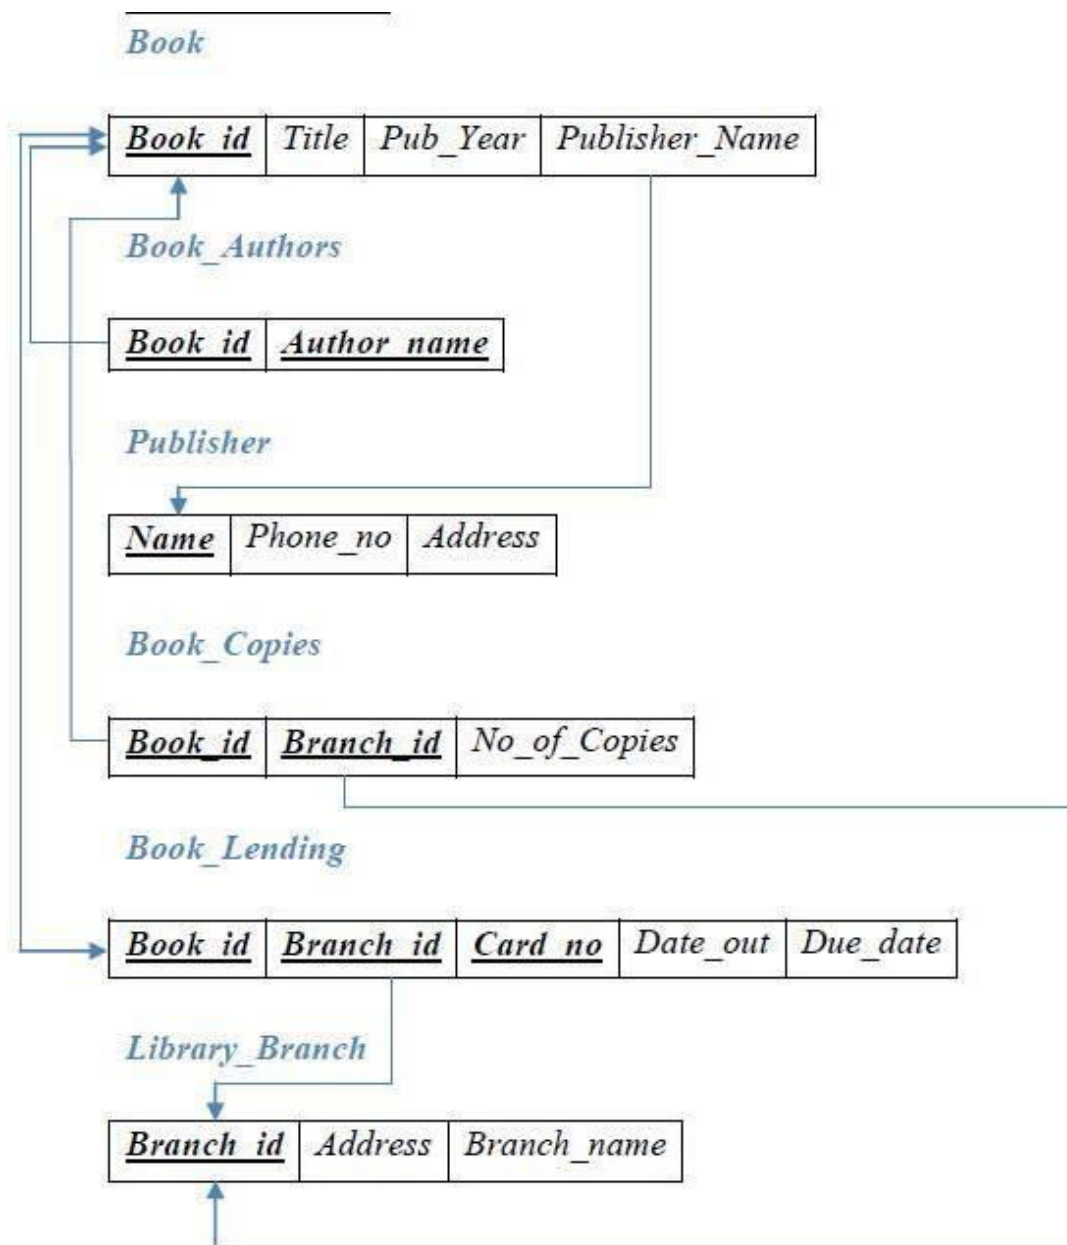 Book
Book_id Title Pub_Year Publisher_Name
Book_Authors
Book_id Author_name
Publisher
Name Phone_no Address
Book_Copies
Book_id Branch_id No_of_Copies
Book_Lending
Book_id Branch_id Card_no Date_out Due_date
Library_Branch
Branch_id Address Branch_name